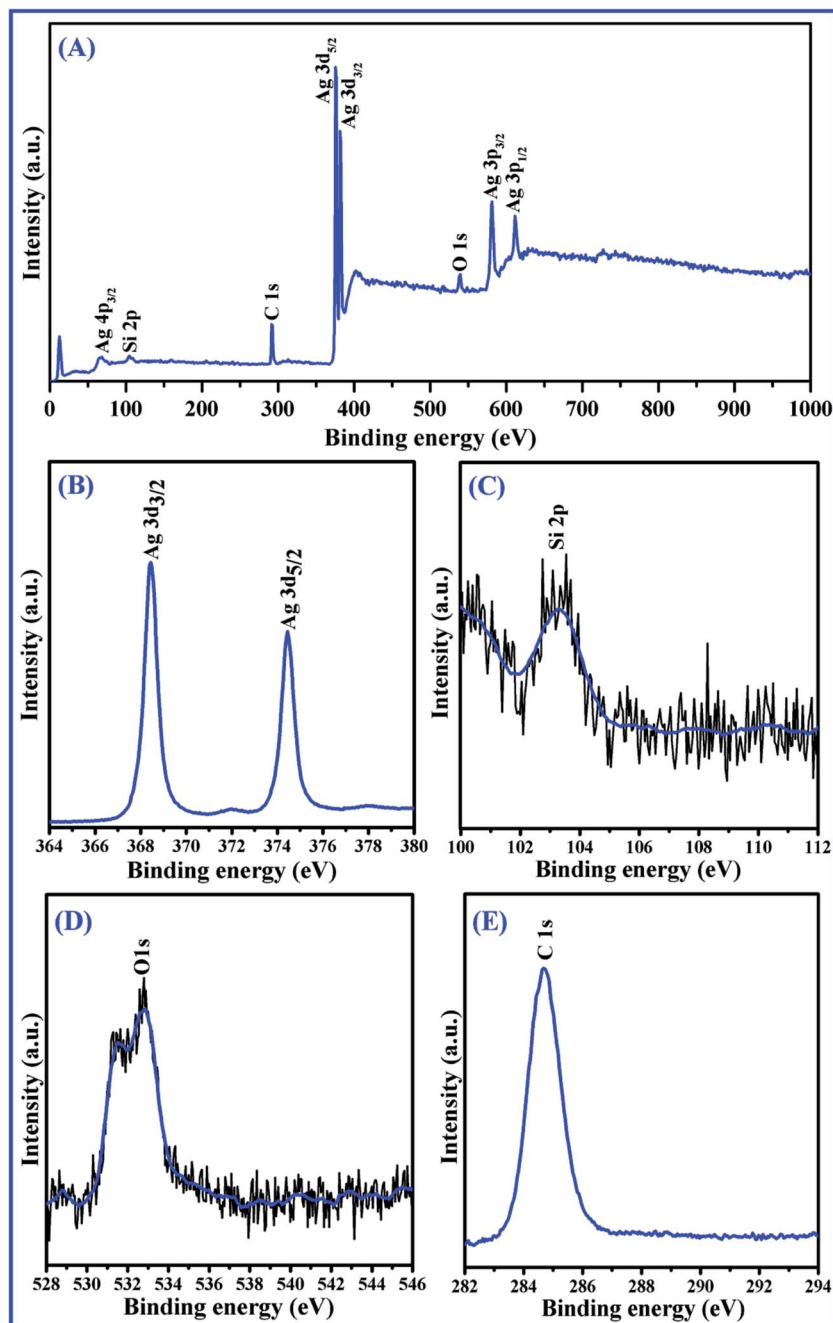 (A)
Ag 3d5/2
Ag 3d3/2
Ag 4p3/2
Si 2p
C 1s
O 1s
Ag 3p3/2
Ag 3p1/2
Intensity (a.u.)
0 100 200 300 400 500 600 700 800 900 1000
Binding energy (eV)
(B)
Ag 3d3/2
Ag 3d5/2
Intensity (a.u.)
364 366 368 370 372 374 376 378 380
Binding energy (eV)
(C)
Si 2p
Intensity (a.u.)
100 102 104 106 108 110 112
Binding energy (eV)
(D)
O1s
Intensity (a.u.)
528 530 532 534 536 538 540 542 544 546
Binding energy (eV)
(E)
C 1s
Intensity (a.u.)
282 284 286 288 290 292 294
Binding energy (eV)